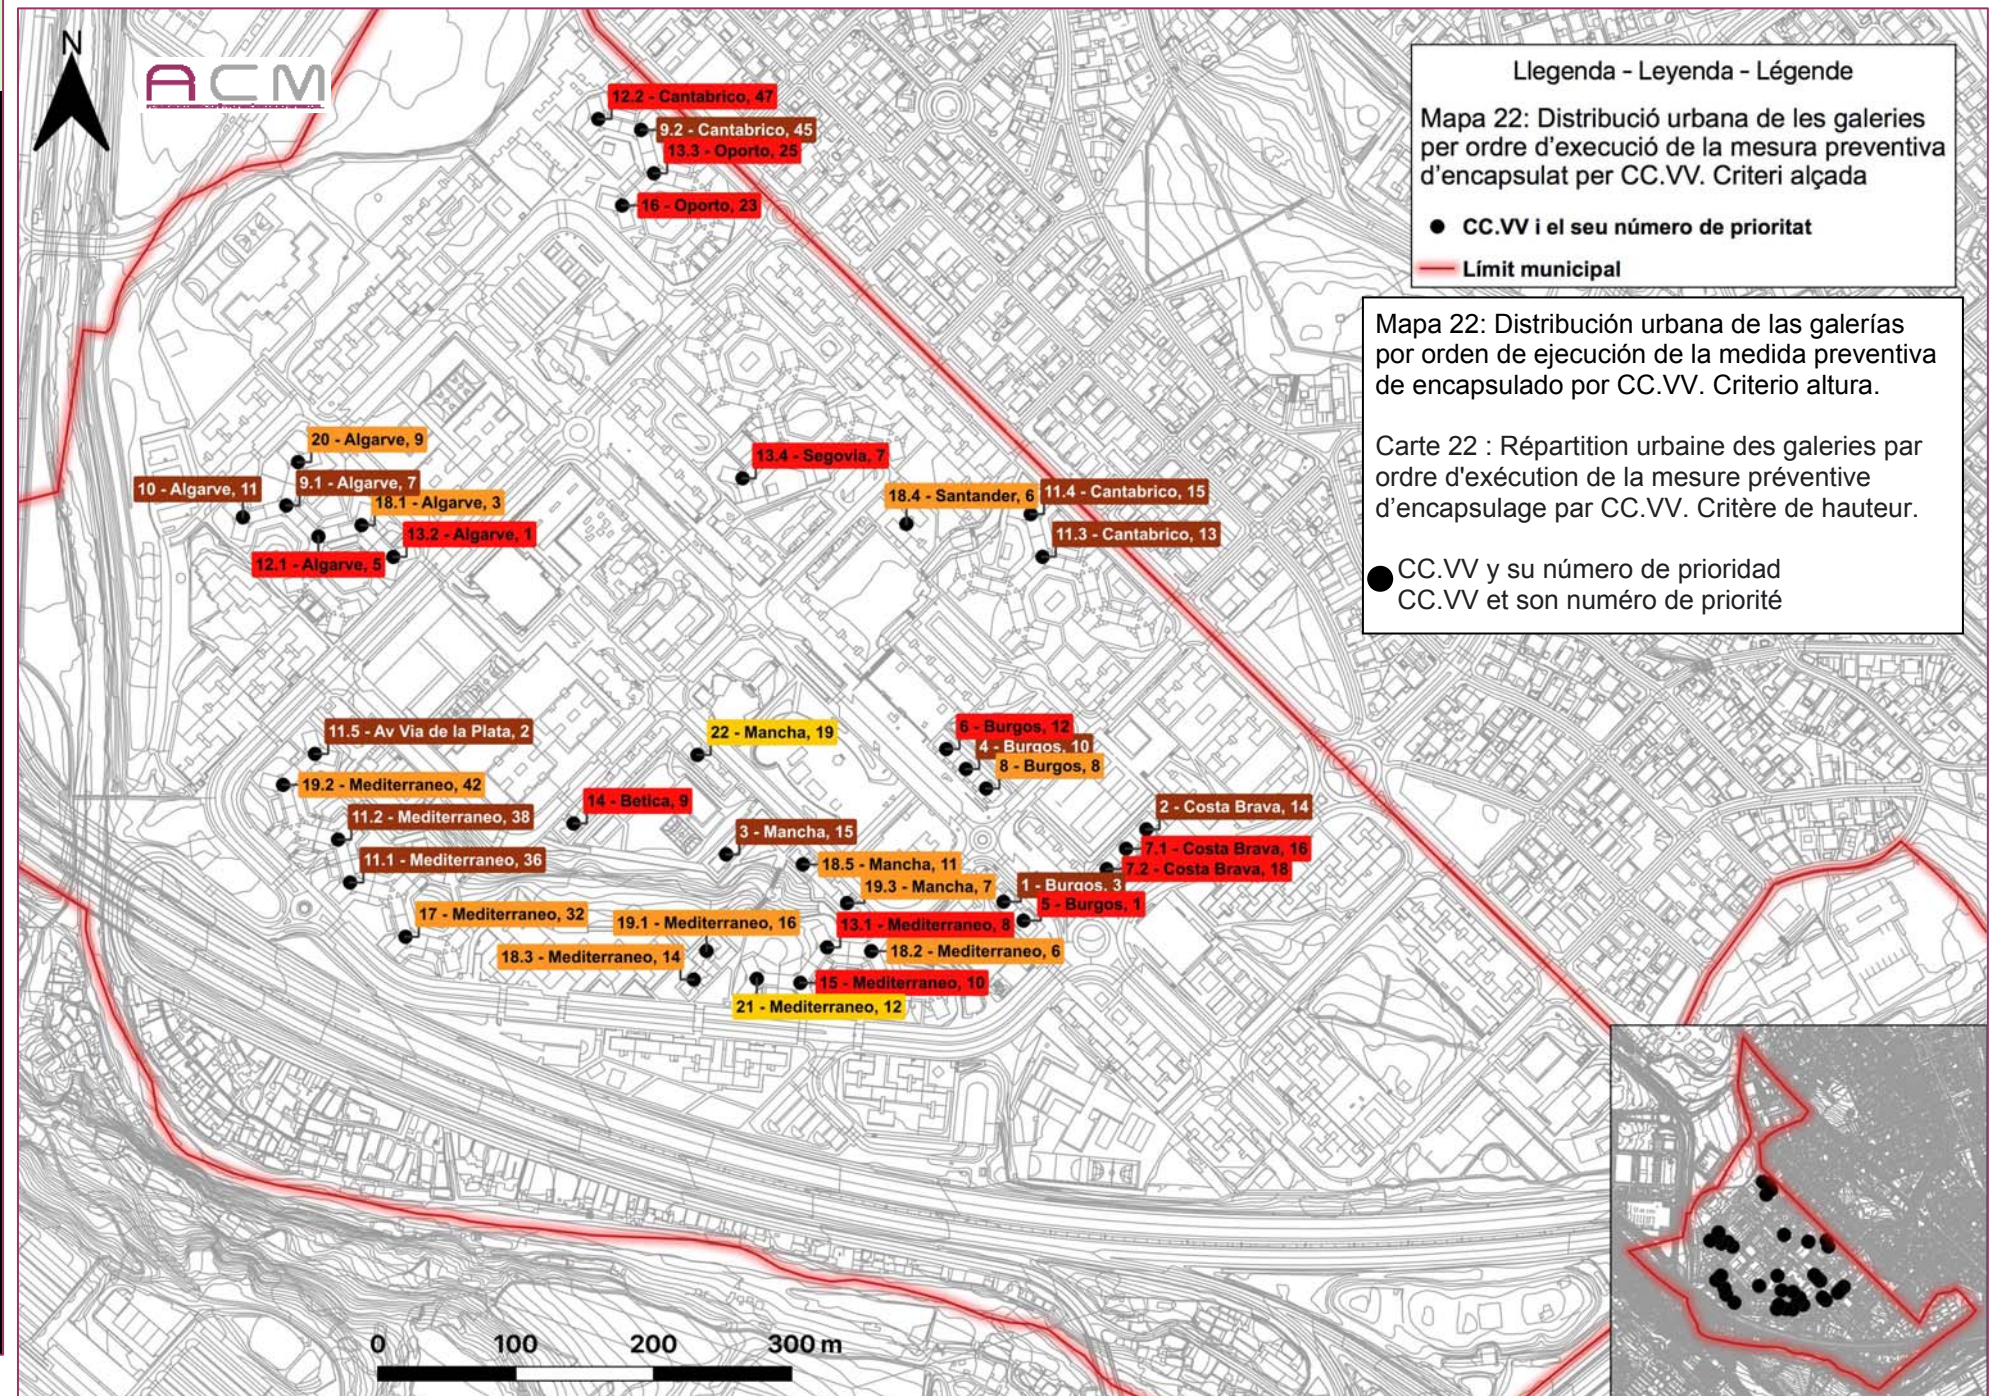 N
ACM
12.2 - Cantabrico, 47
9.2 - Cantabrico, 45
13.3 - Oporto, 25
16 - Oporto, 23
Llegenda - Leyenda - Légende
Mapa 22: Distribució urbana de les galeries
per ordre d'execució de la mesura preventiva
d'encapsulat per CC.VV. Criteri alçada
CC.VV i el seu número de prioritat
Límit municipal
Mapa 22: Distribución urbana de las galerías
por orden de ejecución de la medida preventiva
de encapsulado por CC.VV. Criterio altura.
Carte 22 : Répartition urbaine des galeries par
ordre d'exécution de la mesure préventive
d'encapsulage par CC.VV. Critère de hauteur.
CC.VV y su número de prioridad
CC.VV et son numéro de priorité
20 - Algarve, 9
10 - Algarve, 11
9.1 - Algarve, 7
18.1 - Algarve, 3
13.2 - Algarve, 1
12.1 - Algarve, 5
13.4 - Segovia, 7
18.4 - Santander, 6
11.4 - Cantabrico, 15
11.3 - Cantabrico, 13
11.5 - Av Via de la Plata, 2
19.2 - Mediterraneo, 42
11.2 - Mediterraneo, 38
11.1 - Mediterraneo, 36
17 - Mediterraneo, 32
22 - Mancha, 19
14 - Betica, 9
3 - Mancha, 15
18.5 - Mancha, 11
19.3 - Mancha, 7
6 - Burgos, 12
4 - Burgos, 10
8 - Burgos, 8
2 - Costa Brava, 14
7.1 - Costa Brava, 16
7.2 - Costa Brava, 18
1 - Burgos, 3
5 - Burgos, 1
19.1 - Mediterraneo, 16
18.3 - Mediterraneo, 14
13.1 - Mediterraneo, 8
18.2 - Mediterraneo, 6
15 - Mediterraneo, 10
21 - Mediterraneo, 12
0 100 200 300 m